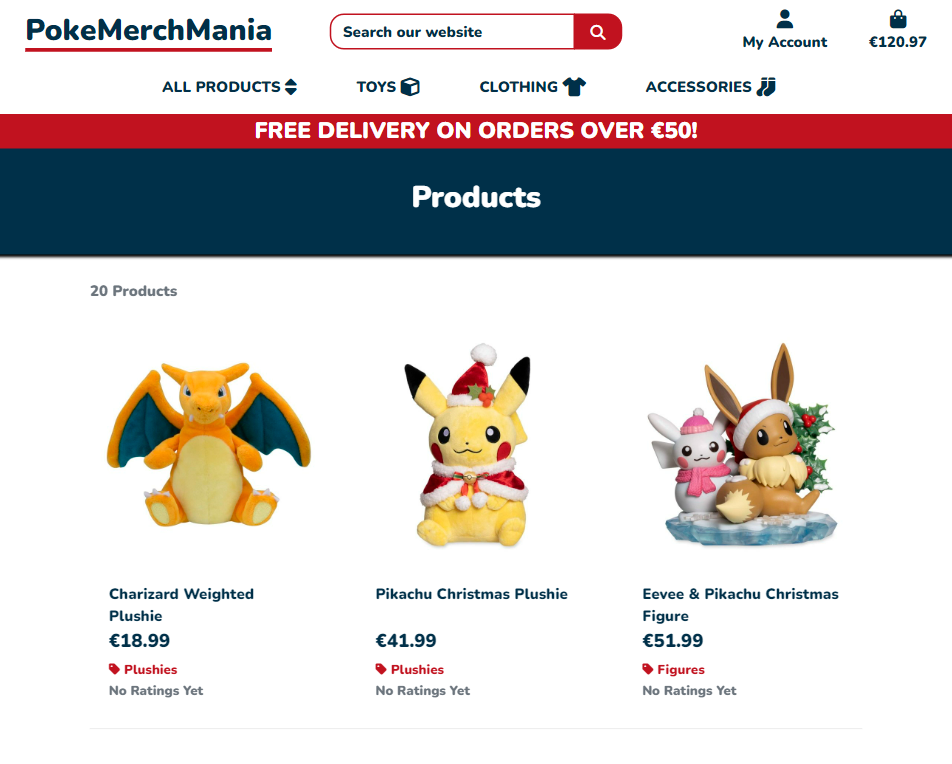 PokeMerchMania
Search our website
My Account
€120.97
ALL PRODUCTS
TOYS
CLOTHING
ACCESSORIES
FREE DELIVERY ON ORDERS OVER €50!
Products
20 Products
Charizard Weighted
Plushie
€18.99
Plushies
No Ratings Yet
Pikachu Christmas Plushie
€41.99
Plushies
No Ratings Yet
Eevee & Pikachu Christmas
Figure
€51.99
Figures
No Ratings Yet